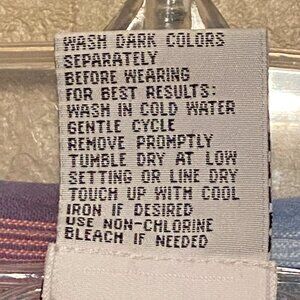 WASH DARK COLORS
SEPARATELY
BEFORE WEARING
FOR BEST RESULTS:
WASH IN COLD WATER
GENTLE CYCLE
REMOVE PROMPTLY
TUMBLE DRY AT LOW
SETTING OR LINE DRY
TOUCH UP WITH COOL
IRON IF DESIRED
USE NON-CHLORINE
BLEACH IF NEEDED